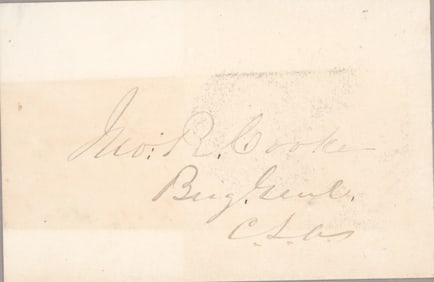 Jno: R. Cooke
Brig. Genl.
C.S.A.